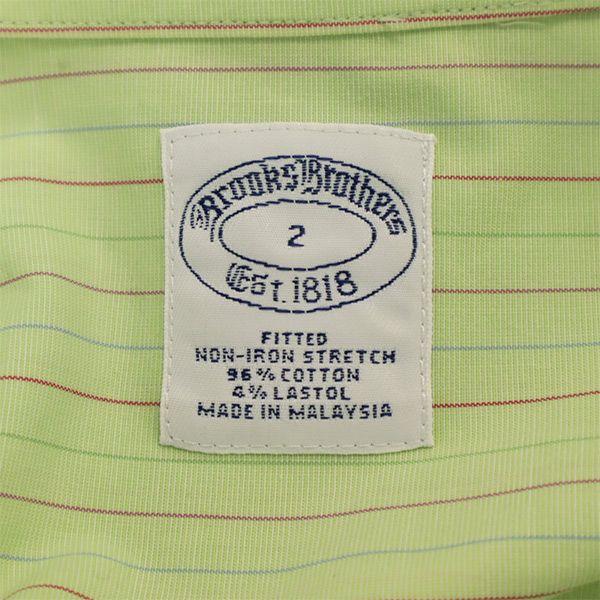 Brooks Brothers
2
Est. 1818
FITTED
NON-IRON STRETCH
96% COTTON
4% LASTOL
MADE IN MALAYSIA